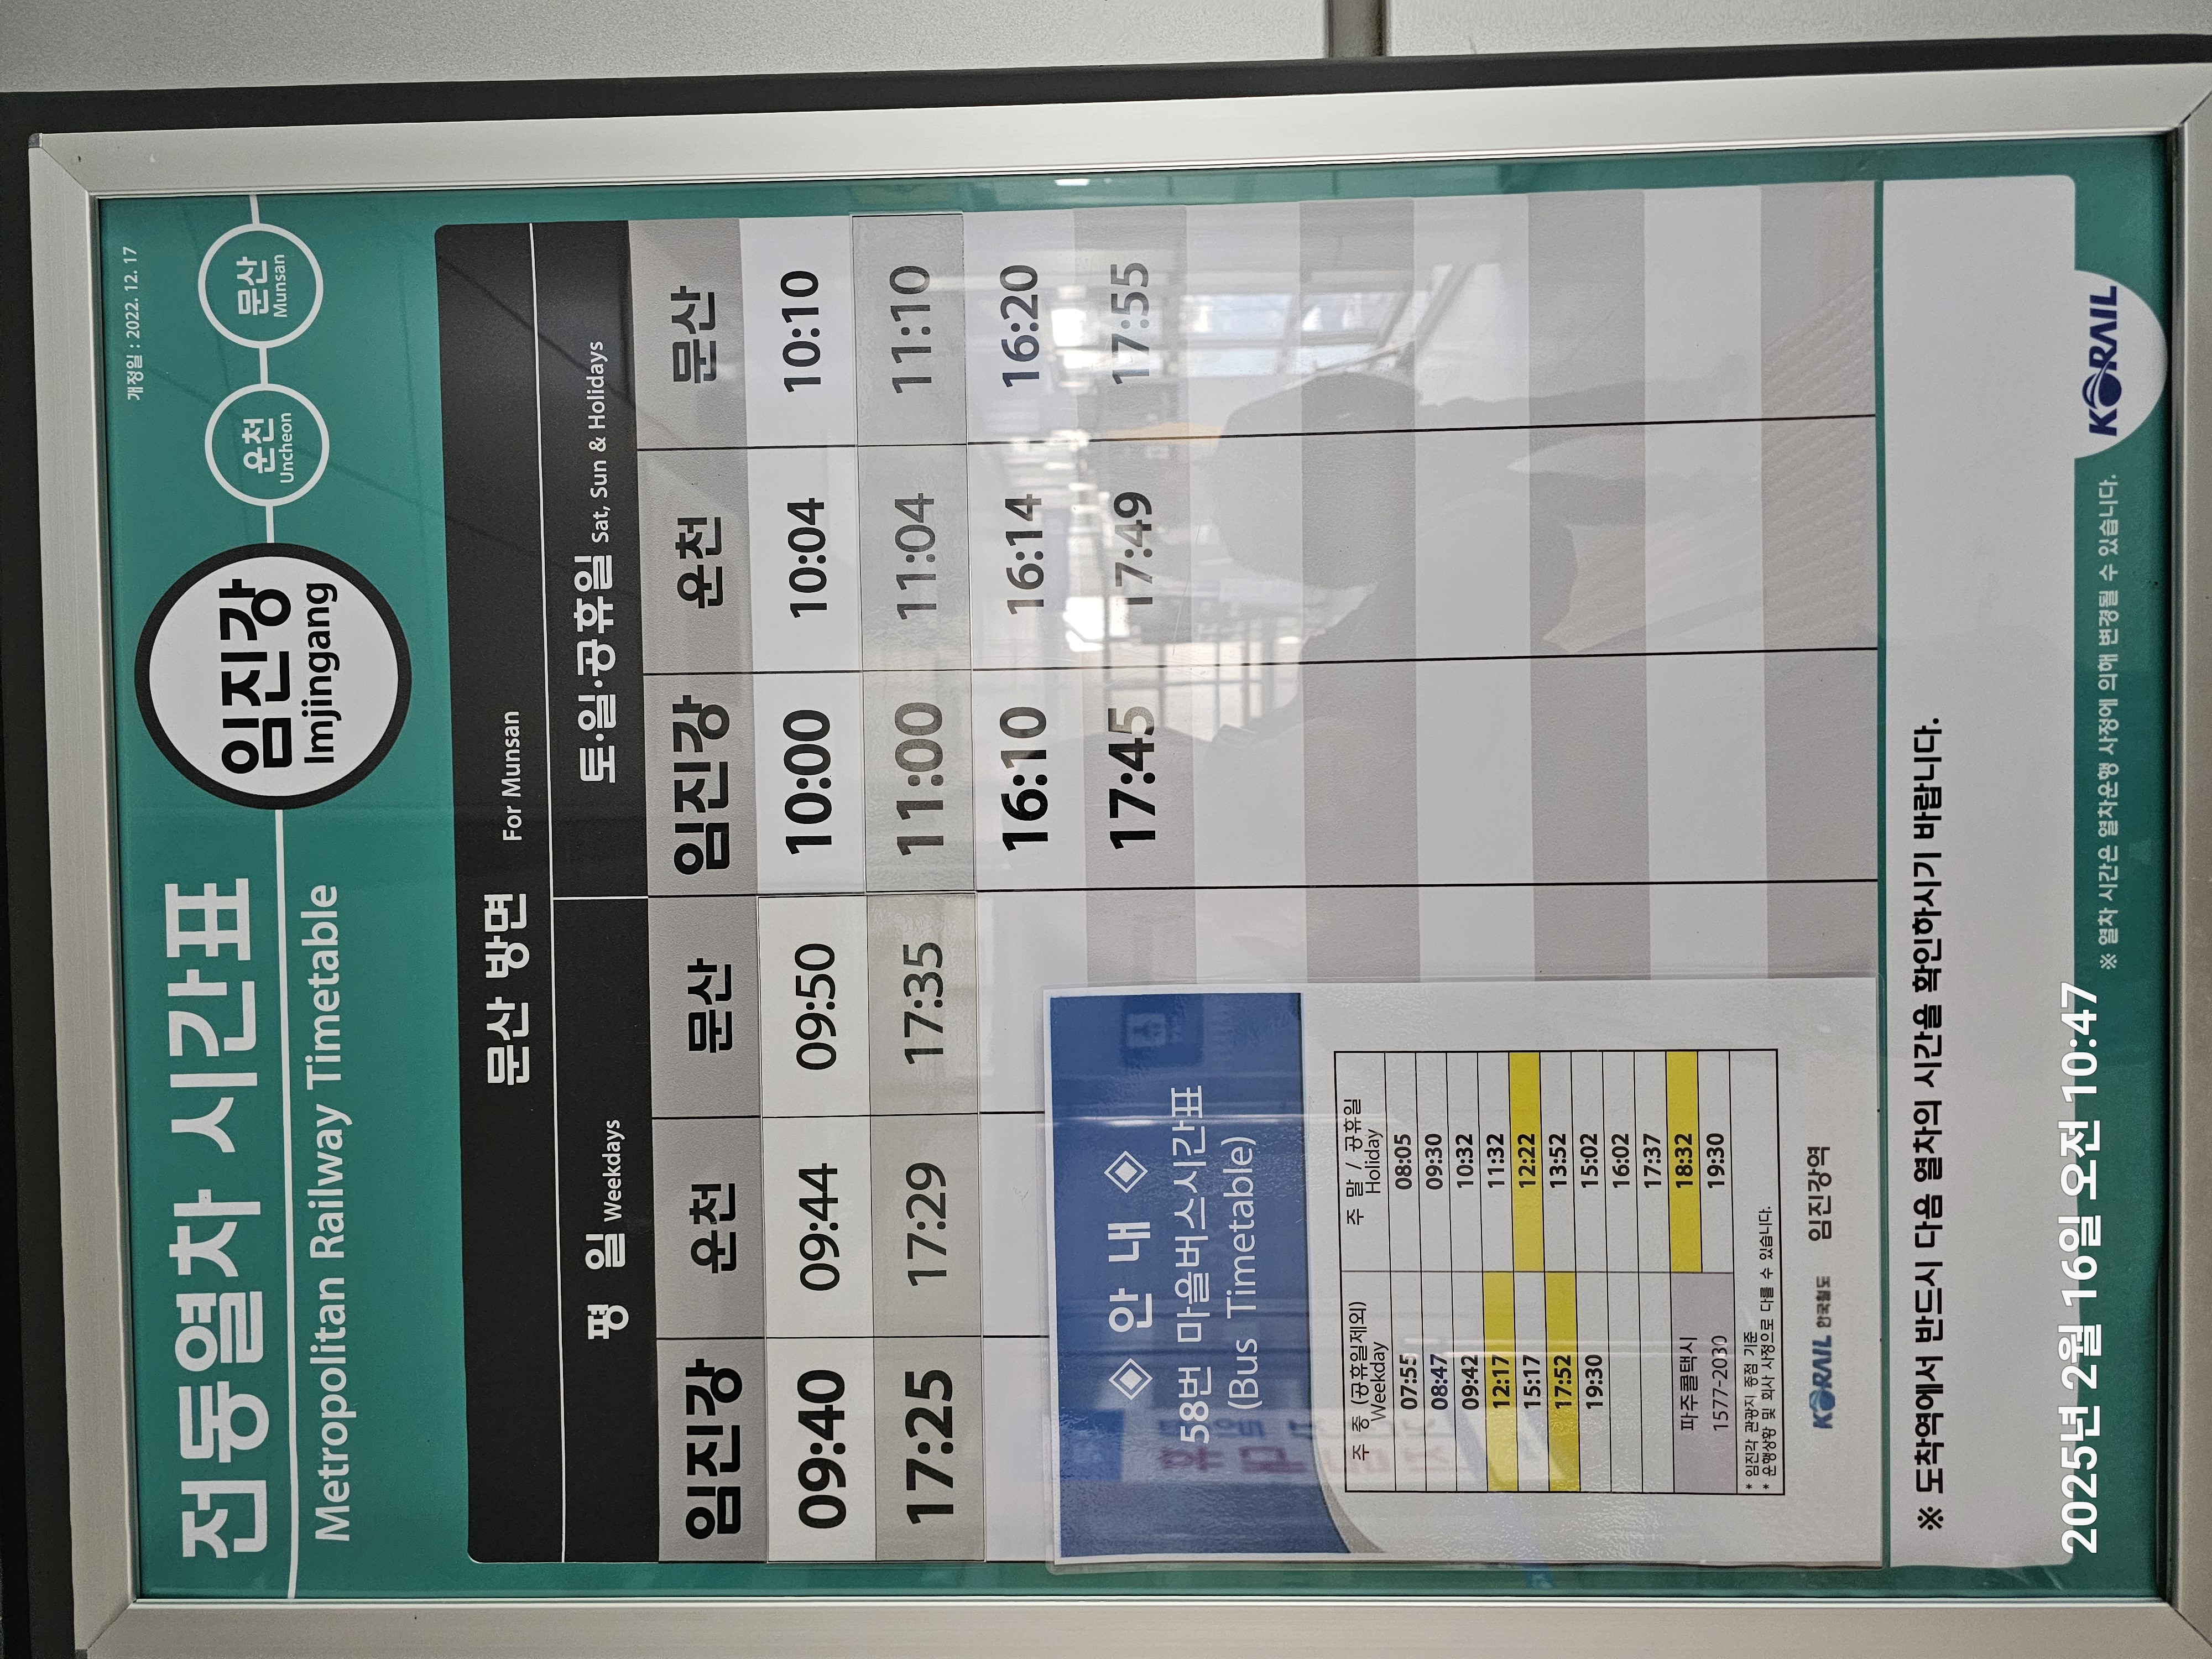 개정일 : 2022. 12. 17
전동열차 시간표
Metropolitan Railway Timetable
임진강
Imjingang
운천
Uncheon
문산
Munsan
문산 방면 For Munsan
평 일 Weekdays
토·일·공휴일 Sat, Sun & Holidays
임진강 운천 문산 임진강 운천 문산
09:40 09:44 09:50 10:00 10:04 10:10
17:25 17:29 17:35 11:00 11:04 11:10
16:10 16:14 16:20
17:45 17:49 17:55
◈ 안 내 ◈
58번 마을버스시간표
(Bus Timetable)
주 중 (공휴일제외) 주 말 / 공휴일
Weekday Holiday
07:55 08:05
08:47 09:30
09:42 10:32
12:17 11:32
15:17 12:22
17:52 13:52
19:30 15:02
16:02
17:37
파주콜택시 18:32
1577-2030 19:30
* 임진각 관광지 종점 기준
* 운행상황 및 회사 사정으로 다를 수 있습니다.
KORAIL 한국철도 임진강역
※ 도착역에서 반드시 다음 열차의 시간을 확인하시기 바랍니다.
※ 열차 시간은 열차운행 사정에 의해 변경될 수 있습니다.
KORAIL
2025년 2월 16일 오전 10:47